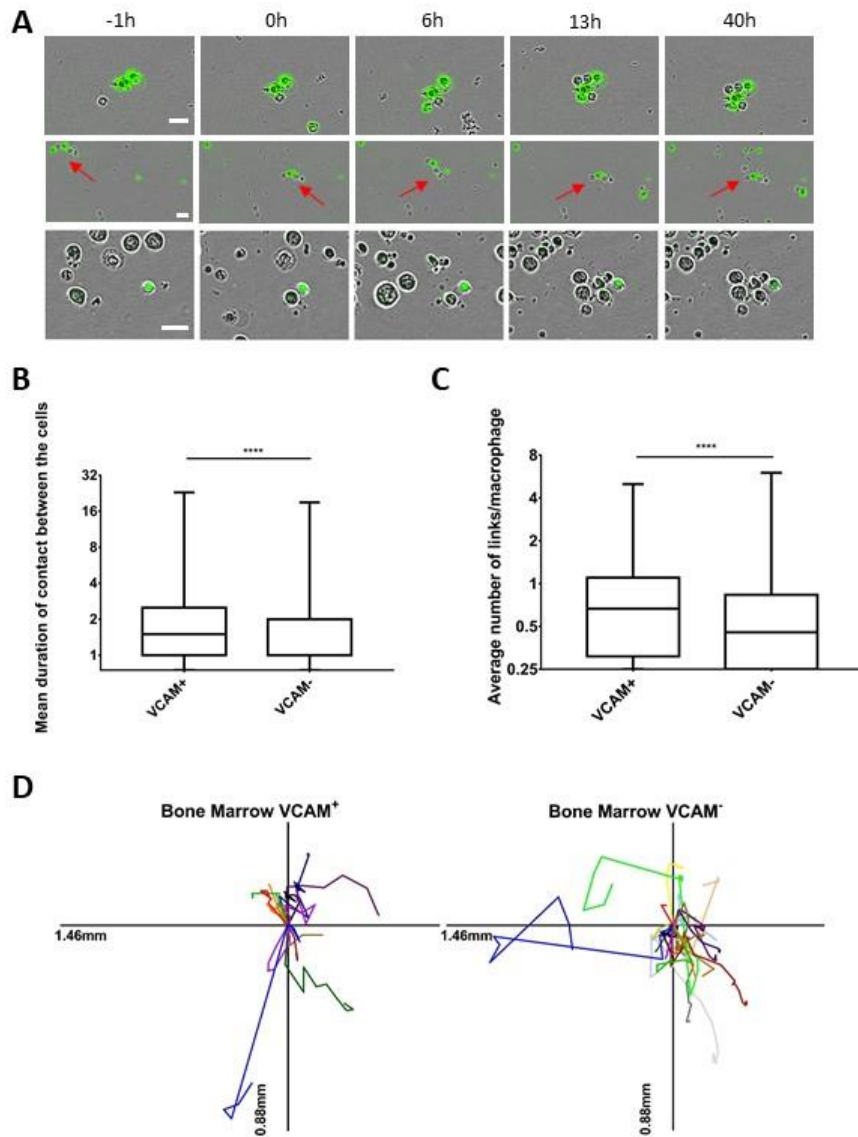 A
-1h 0h 6h 13h 40h
B
Mean duration of contact between the cells
32
16
8
4
2
1
****
VCAM+
VCAM-
C
Average number of links/macrophage
8
4
2
1
0.5
0.25
****
VCAM+
VCAM-
D
Bone Marrow VCAM+
1.46mm
0.88mm
Bone Marrow VCAM-
1.46mm
0.88mm